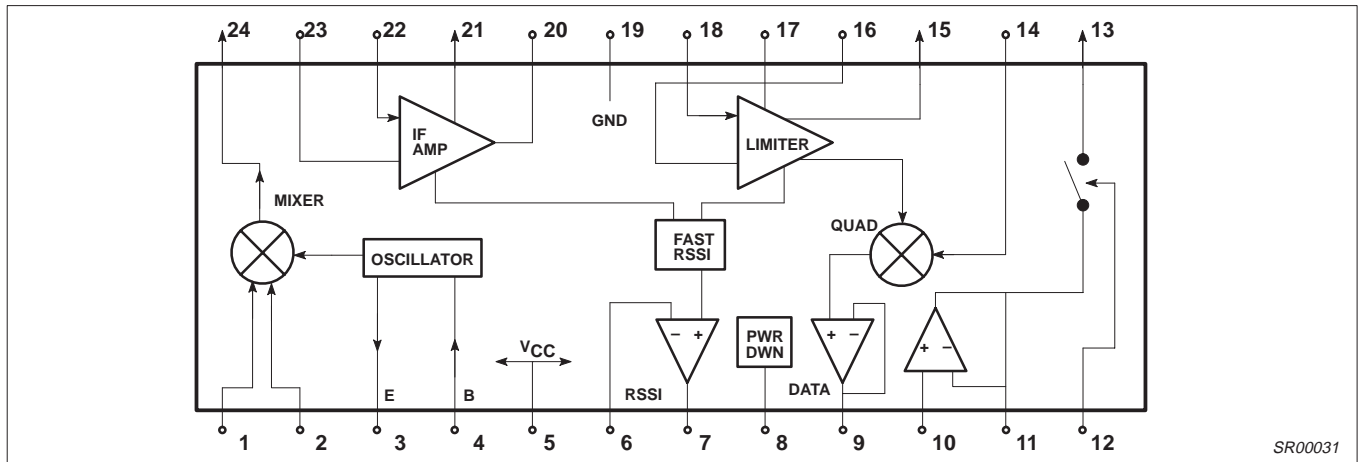 24 23 22 21 20 19 18 17 16 15 14 13
IF
AMP
GND
LIMITER
MIXER
QUAD
FAST
RSSI
OSCILLATOR
− +
PWR
DWN
+ −
+ −
VCC
E B
RSSI
DATA
1 2 3 4 5 6 7 8 9 10 11 12
SR00031